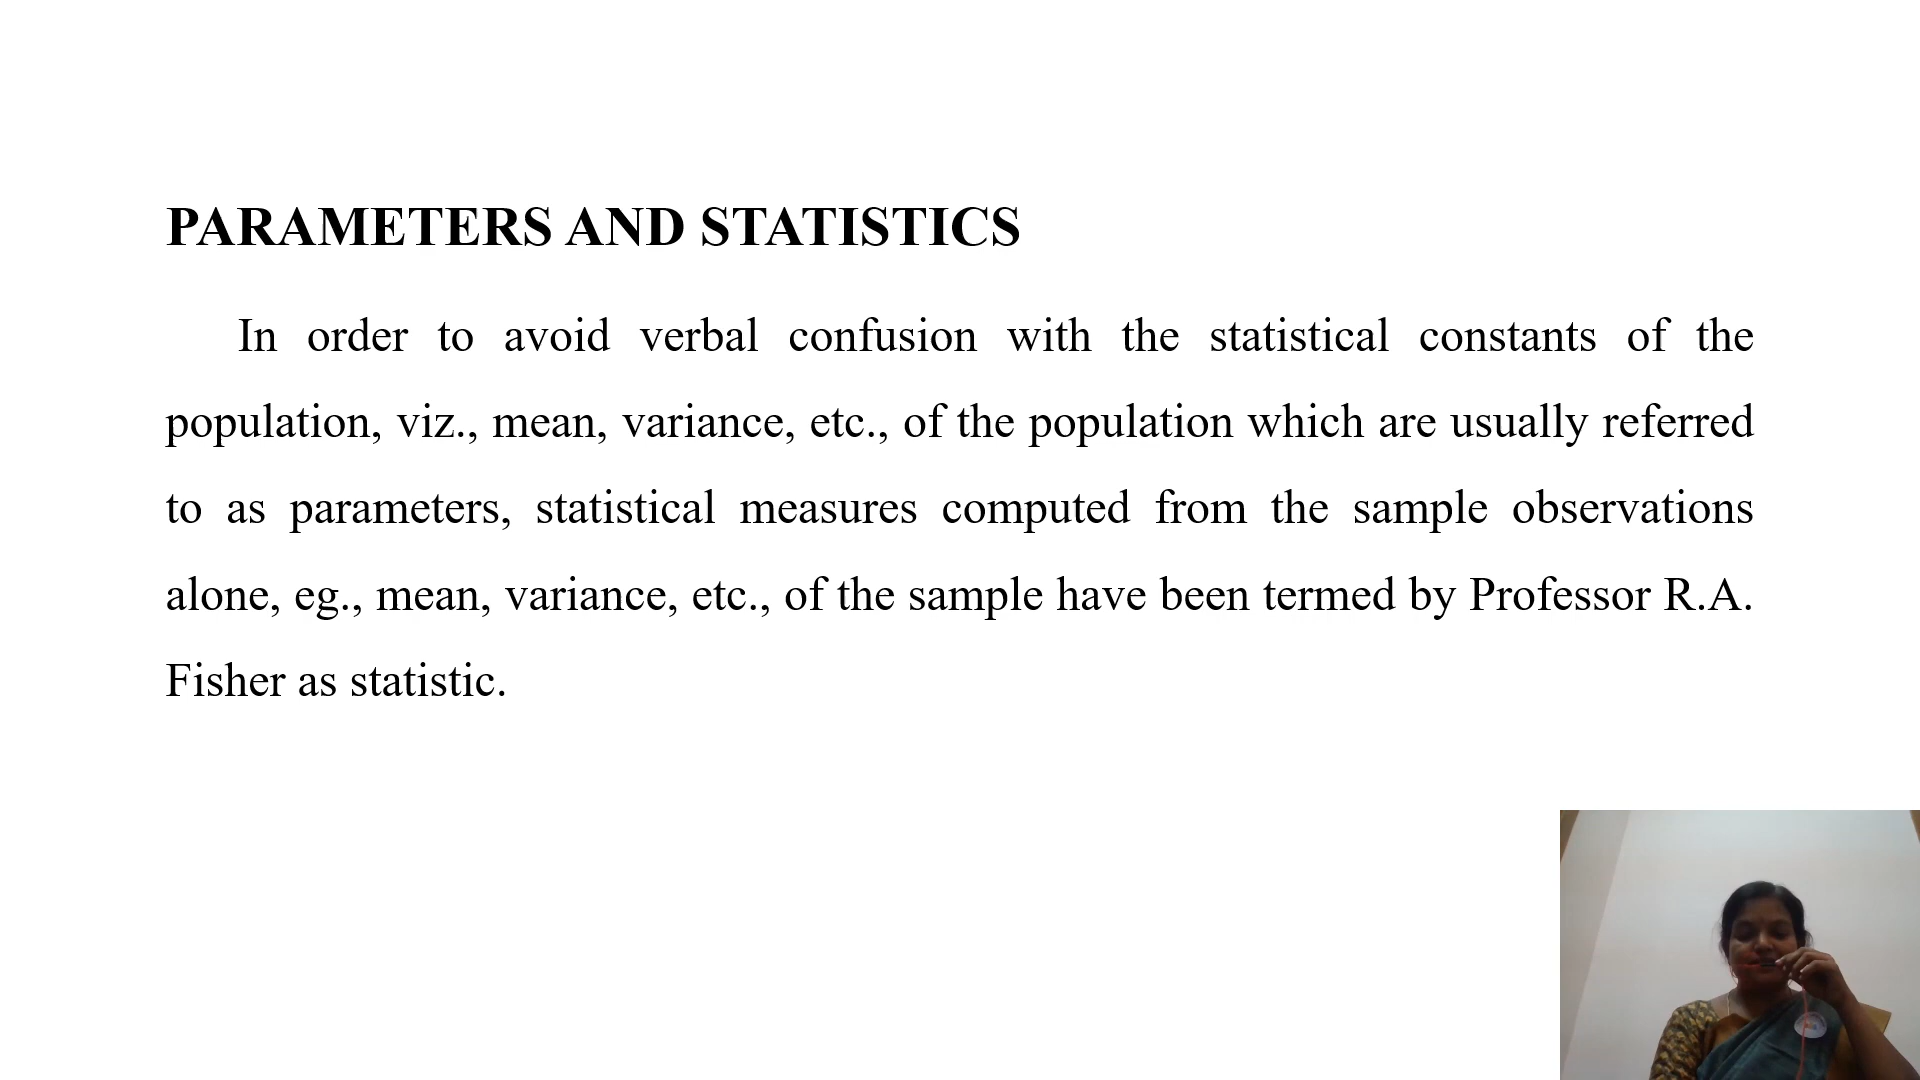 PARAMETERS AND STATISTICS
In order to avoid verbal confusion with the statistical constants of the
population, viz., mean, variance, etc., of the population which are usually referred
to as parameters, statistical measures computed from the sample observations
alone, eg., mean, variance, etc., of the sample have been termed by Professor R.A.
Fisher as statistic.